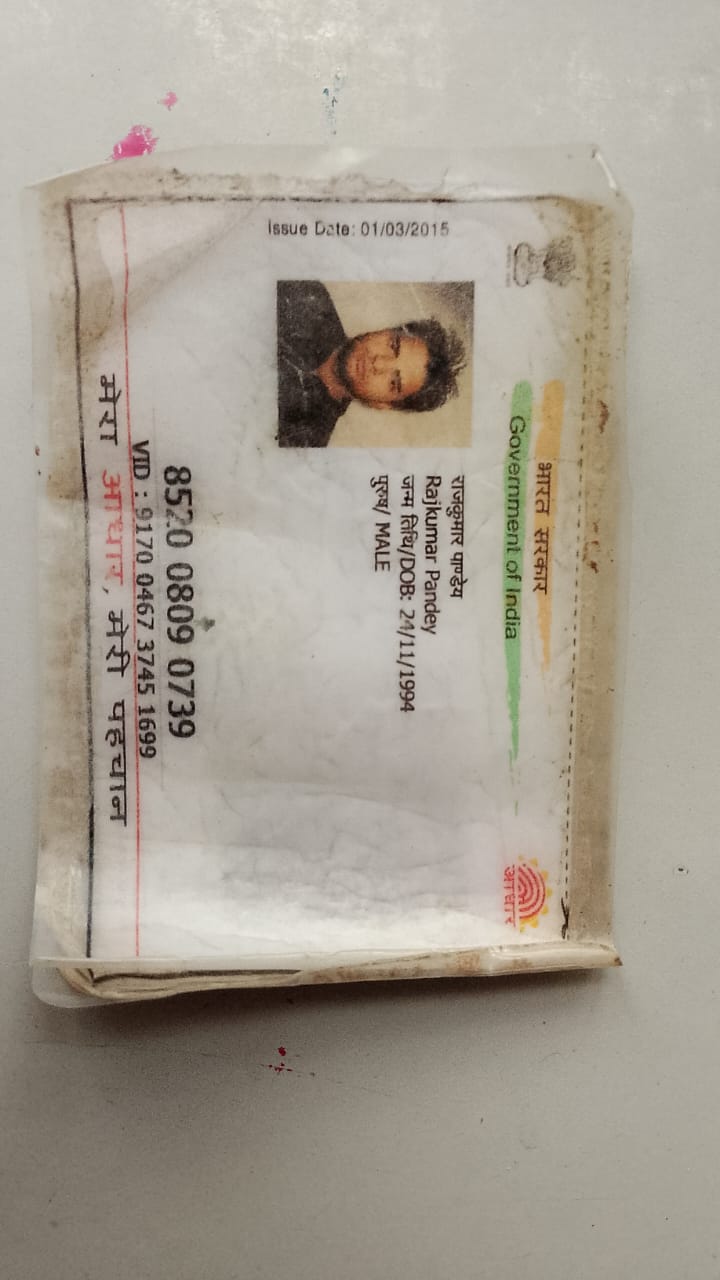 भारत सरकार
Government of India
आधार
Issue Date: 01/03/2015
राजकुमार पाण्डेय
Rajkumar Pandey
जन्म तिथि/DOB: 24/11/1994
पुरुष/ MALE
8520 0809 0739
VID : 9170 0467 3745 1699
मेरा आधार, मेरी पहचान